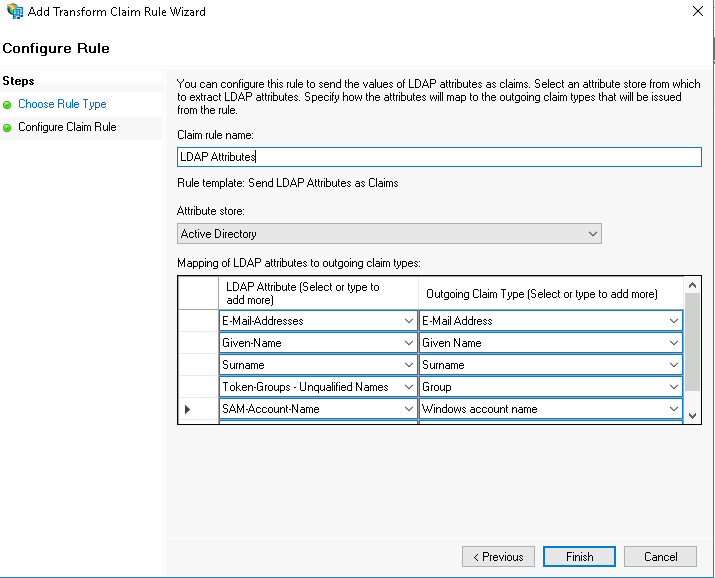 Add Transform Claim Rule Wizard
Configure Rule
Steps
Choose Rule Type
Configure Claim Rule
You can configure this rule to send the values of LDAP attributes as claims. Select an attribute store from which
to extract LDAP attributes. Specify how the attributes will map to the outgoing claim types that will be issued
from the rule.
Claim rule name:
LDAP Attributes
Rule template: Send LDAP Attributes as Claims
Attribute store:
Active Directory
Mapping of LDAP attributes to outgoing claim types:
LDAP Attribute (Select or type to
add more)
Outgoing Claim Type (Select or type to add more)
E-Mail-Addresses
E-Mail Address
Given-Name
Given Name
Surname
Surname
Token-Groups - Unqualified Names
Group
SAM-Account-Name
Windows account name
< Previous
Finish
Cancel